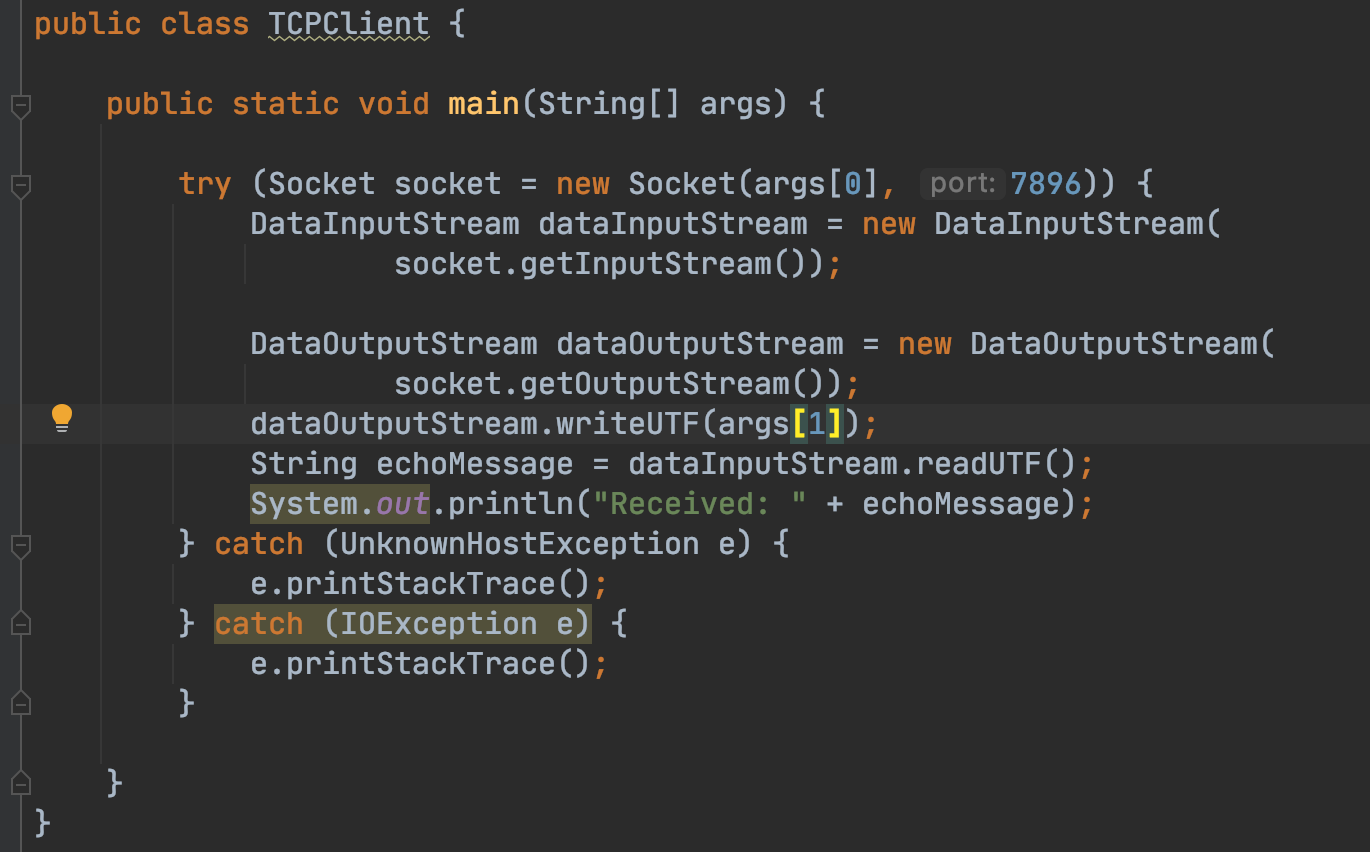 public class TCPClient {
public static void main(String[] args) {
try (Socket socket = new Socket(args[0], port: 7896)) {
DataInputStream dataInputStream = new DataInputStream(
socket.getInputStream());
DataOutputStream dataOutputStream = new DataOutputStream(
socket.getOutputStream());
dataOutputStream.writeUTF(args[1]);
String echoMessage = dataInputStream.readUTF();
System.out.println("Received: " + echoMessage);
} catch (UnknownHostException e) {
e.printStackTrace();
} catch (IOException e) {
e.printStackTrace();
}
}
}